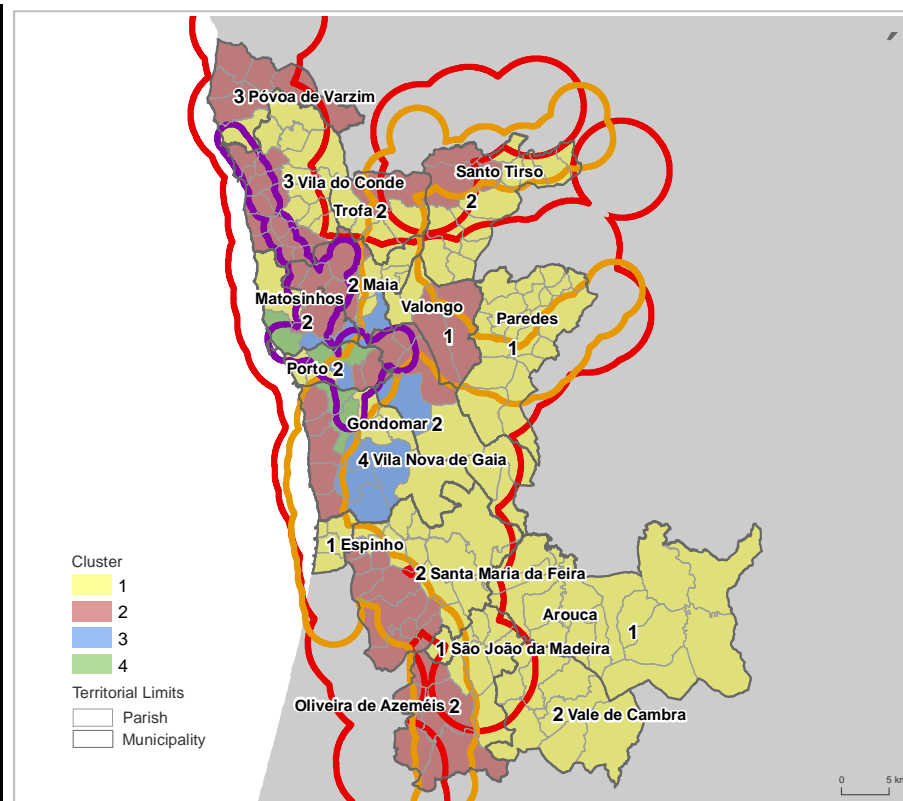 3 Póvoa de Varzim
Santo Tirso
3 Vila do Conde
2
Trofa 2
2 Maia
Matosinhos
2
Valongo
1
Paredes
1
Porto 2
Gondomar 2
4 Vila Nova de Gaia
1 Espinho
2 Santa Maria da Feira
Arouca
1
1 São João da Madeira
Oliveira de Azeméis 2
2 Vale de Cambra
Cluster
1
2
3
4
Territorial Limits
Parish
Municipality
0 5 km